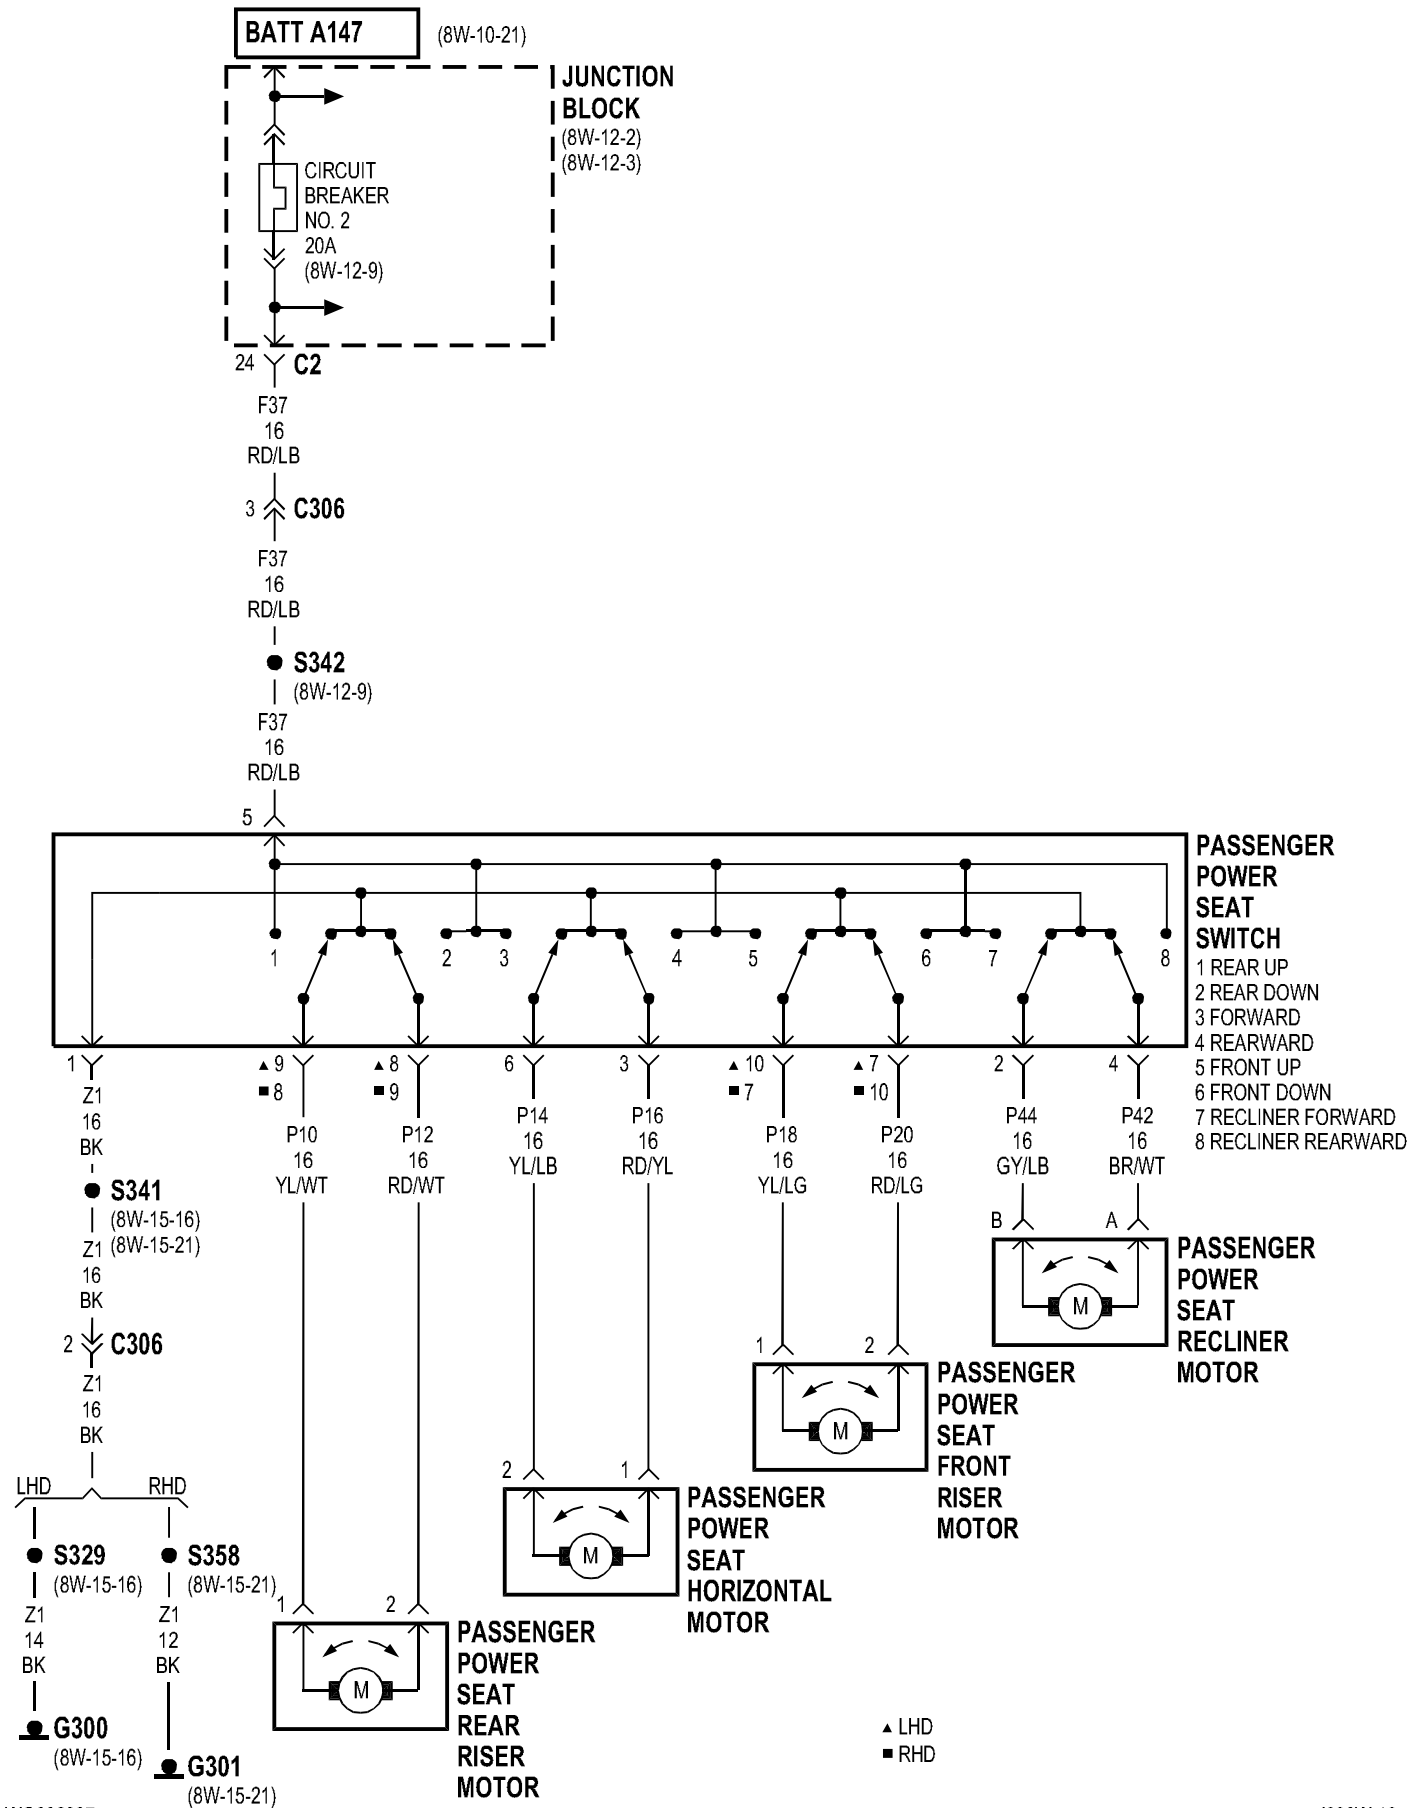 BATT A147
(8W-10-21)
JUNCTION
BLOCK
(8W-12-2)
(8W-12-3)
CIRCUIT
BREAKER
NO. 2
20A
(8W-12-9)
24
C2
F37
16
RD/LB
3
C306
F37
16
RD/LB
S342
(8W-12-9)
F37
16
RD/LB
5
PASSENGER
POWER
SEAT
SWITCH
1 REAR UP
2 REAR DOWN
3 FORWARD
4 REARWARD
5 FRONT UP
6 FRONT DOWN
7 RECLINER FORWARD
8 RECLINER REARWARD
1 2 3 4 5 6 7 8
1 ▲ 9 ▲ 8 6 3 ▲ 10 ▲ 7 2 4
■ 8 ■ 9 ■ 7 ■ 10
Z1
16
BK
P10
16
YL/WT
P12
16
RD/WT
P14
16
YL/LB
P16
16
RD/YL
P18
16
YL/LG
P20
16
RD/LG
P44
16
GY/LB
P42
16
BR/WT
S341
(8W-15-16)
(8W-15-21)
Z1
16
BK
2
C306
Z1
16
BK
LHD
RHD
S329
(8W-15-16)
Z1
14
BK
G300
(8W-15-16)
S358
(8W-15-21)
Z1
12
BK
G301
(8W-15-21)
B A
M
PASSENGER
POWER
SEAT
RECLINER
MOTOR
1 2
M
PASSENGER
POWER
SEAT
FRONT
RISER
MOTOR
2 1
M
PASSENGER
POWER
SEAT
HORIZONTAL
MOTOR
1 2
M
PASSENGER
POWER
SEAT
REAR
RISER
MOTOR
▲ LHD
■ RHD